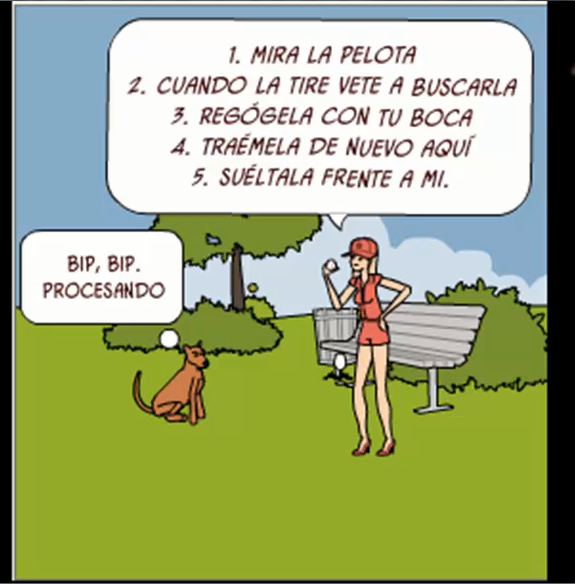 1. MIRA LA PELOTA
2. CUANDO LA TIRE VETE A BUSCARLA
3. REGÓGELA CON TU BOCA
4. TRAÉMELA DE NUEVO AQUÍ
5. SUÉLTALA FRENTE A MI.
BIP, BIP.
PROCESANDO